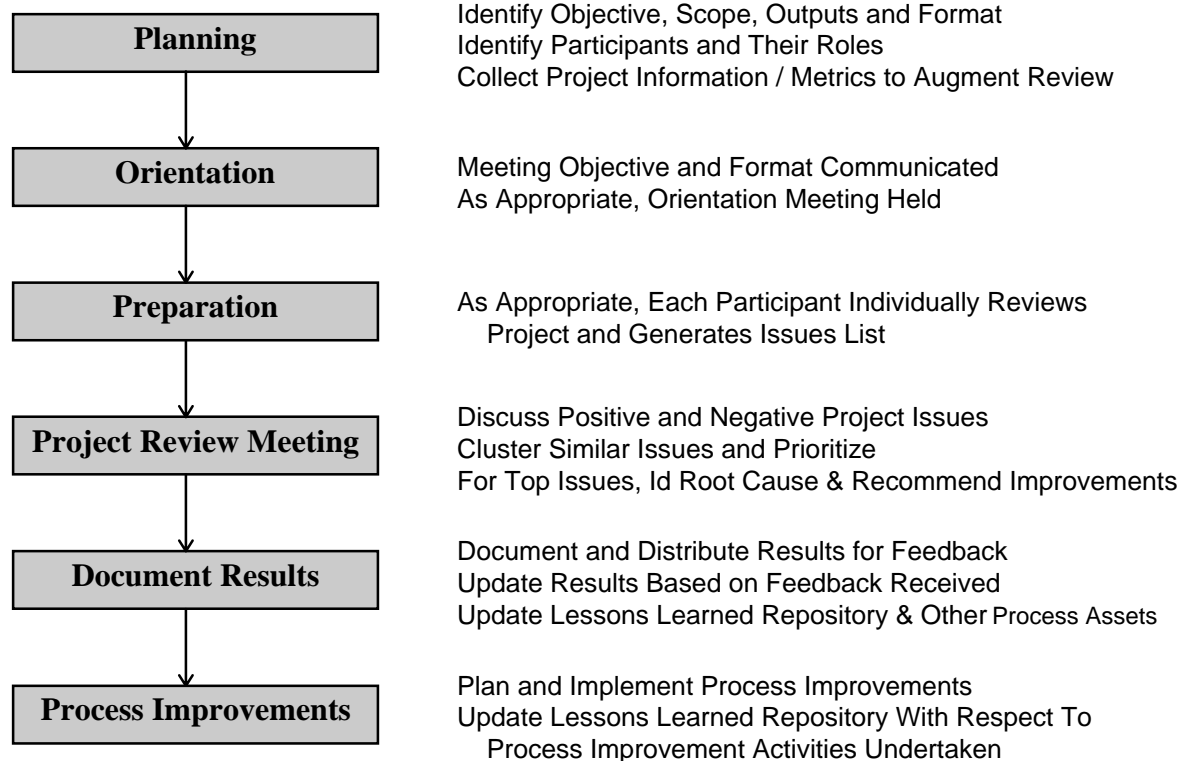 Planning
Identify Objective, Scope, Outputs and Format
Identify Participants and Their Roles
Collect Project Information / Metrics to Augment Review
Orientation
Meeting Objective and Format Communicated
As Appropriate, Orientation Meeting Held
Preparation
As Appropriate, Each Participant Individually Reviews
Project and Generates Issues List
Project Review Meeting
Discuss Positive and Negative Project Issues
Cluster Similar Issues and Prioritize
For Top Issues, Id Root Cause & Recommend Improvements
Document Results
Document and Distribute Results for Feedback
Update Results Based on Feedback Received
Update Lessons Learned Repository & Other Process Assets
Process Improvements
Plan and Implement Process Improvements
Update Lessons Learned Repository With Respect To
Process Improvement Activities Undertaken